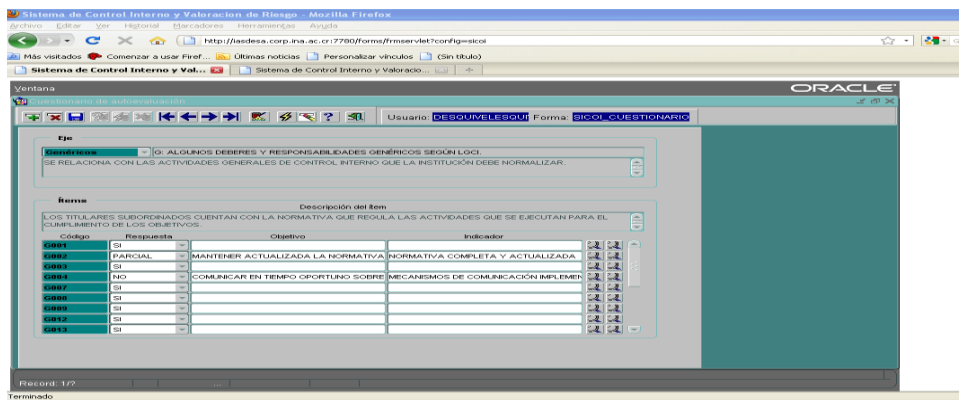 Sistema de Control Interno y Valoracion de Riesgo - Mozilla Firefox
Archivo Editar Ver Historial Marcadores Herramientas Ayuda
http://iasdesa.corp.ina.ac.cr:7780/forms/frmservlet?config=sicoi
Más visitados Comenzar a usar Firef... Últimas noticias Personalizar vínculos (Sin título)
Sistema de Control Interno y Val... Sistema de Control Interno y Valoracio...
Ventana ORACLE
Cuestionario de autoevaluación
Usuario: DESQUIVELESQUI Forma: SICOI_CUESTIONARIO
Eje
Genéricos G: ALGUNOS DEBERES Y RESPONSABILIDADES GENÉRICOS SEGÚN LGCI.
SE RELACIONA CON LAS ACTIVIDADES GENERALES DE CONTROL INTERNO QUE LA INSTITUCIÓN DEBE NORMALIZAR.
Ítems
Descripción del ítem
LOS TITULARES SUBORDINADOS CUENTAN CON LA NORMATIVA QUE REGULA LAS ACTIVIDADES QUE SE EJECUTAN PARA EL
CUMPLIMIENTO DE LOS OBJETIVOS.
Código Respuesta Objetivo Indicador
G001 SI
G002 PARCIAL MANTENER ACTUALIZADA LA NORMATIVA NORMATIVA COMPLETA Y ACTUALIZADA
G003 SI
G004 NO COMUNICAR EN TIEMPO OPORTUNO SOBRE MECANISMOS DE COMUNICACIÓN IMPLEMEN
G007 SI
G008 SI
G009 SI
G012 SI
G013 SI
Record: 1/?
Terminado